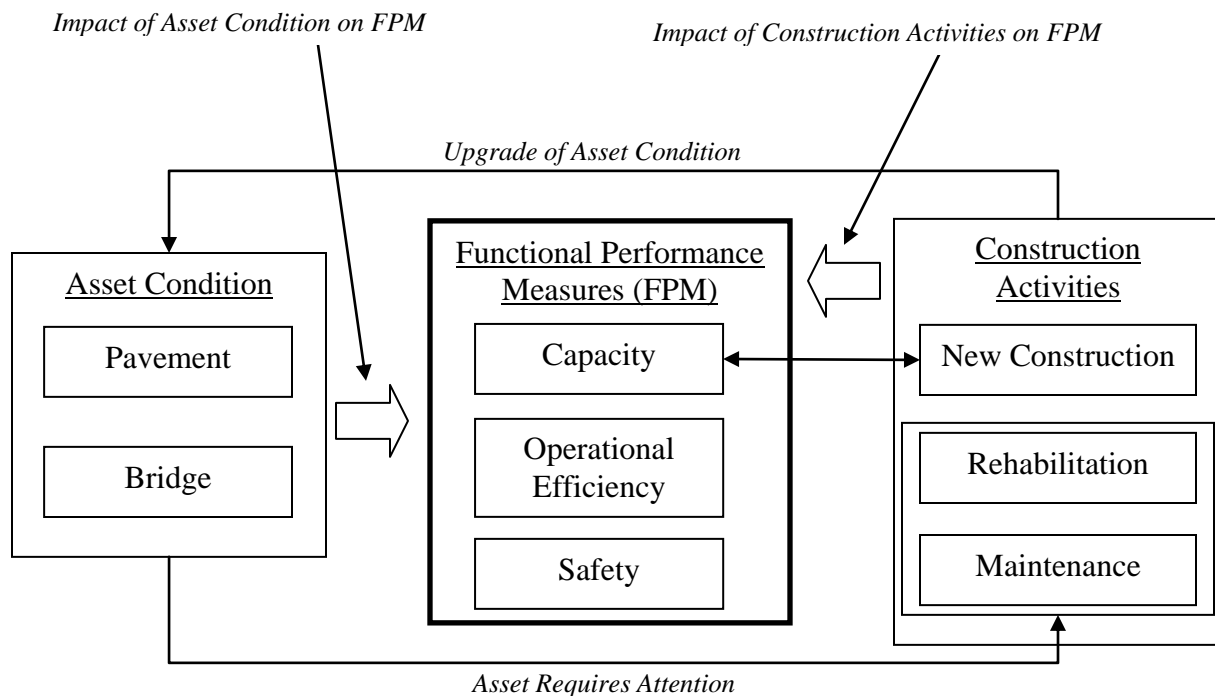 Impact of Asset Condition on FPM
Impact of Construction Activities on FPM
Upgrade of Asset Condition
Asset Condition
Pavement
Bridge
Functional Performance
Measures (FPM)
Capacity
Operational
Efficiency
Safety
Construction
Activities
New Construction
Rehabilitation
Maintenance
Asset Requires Attention